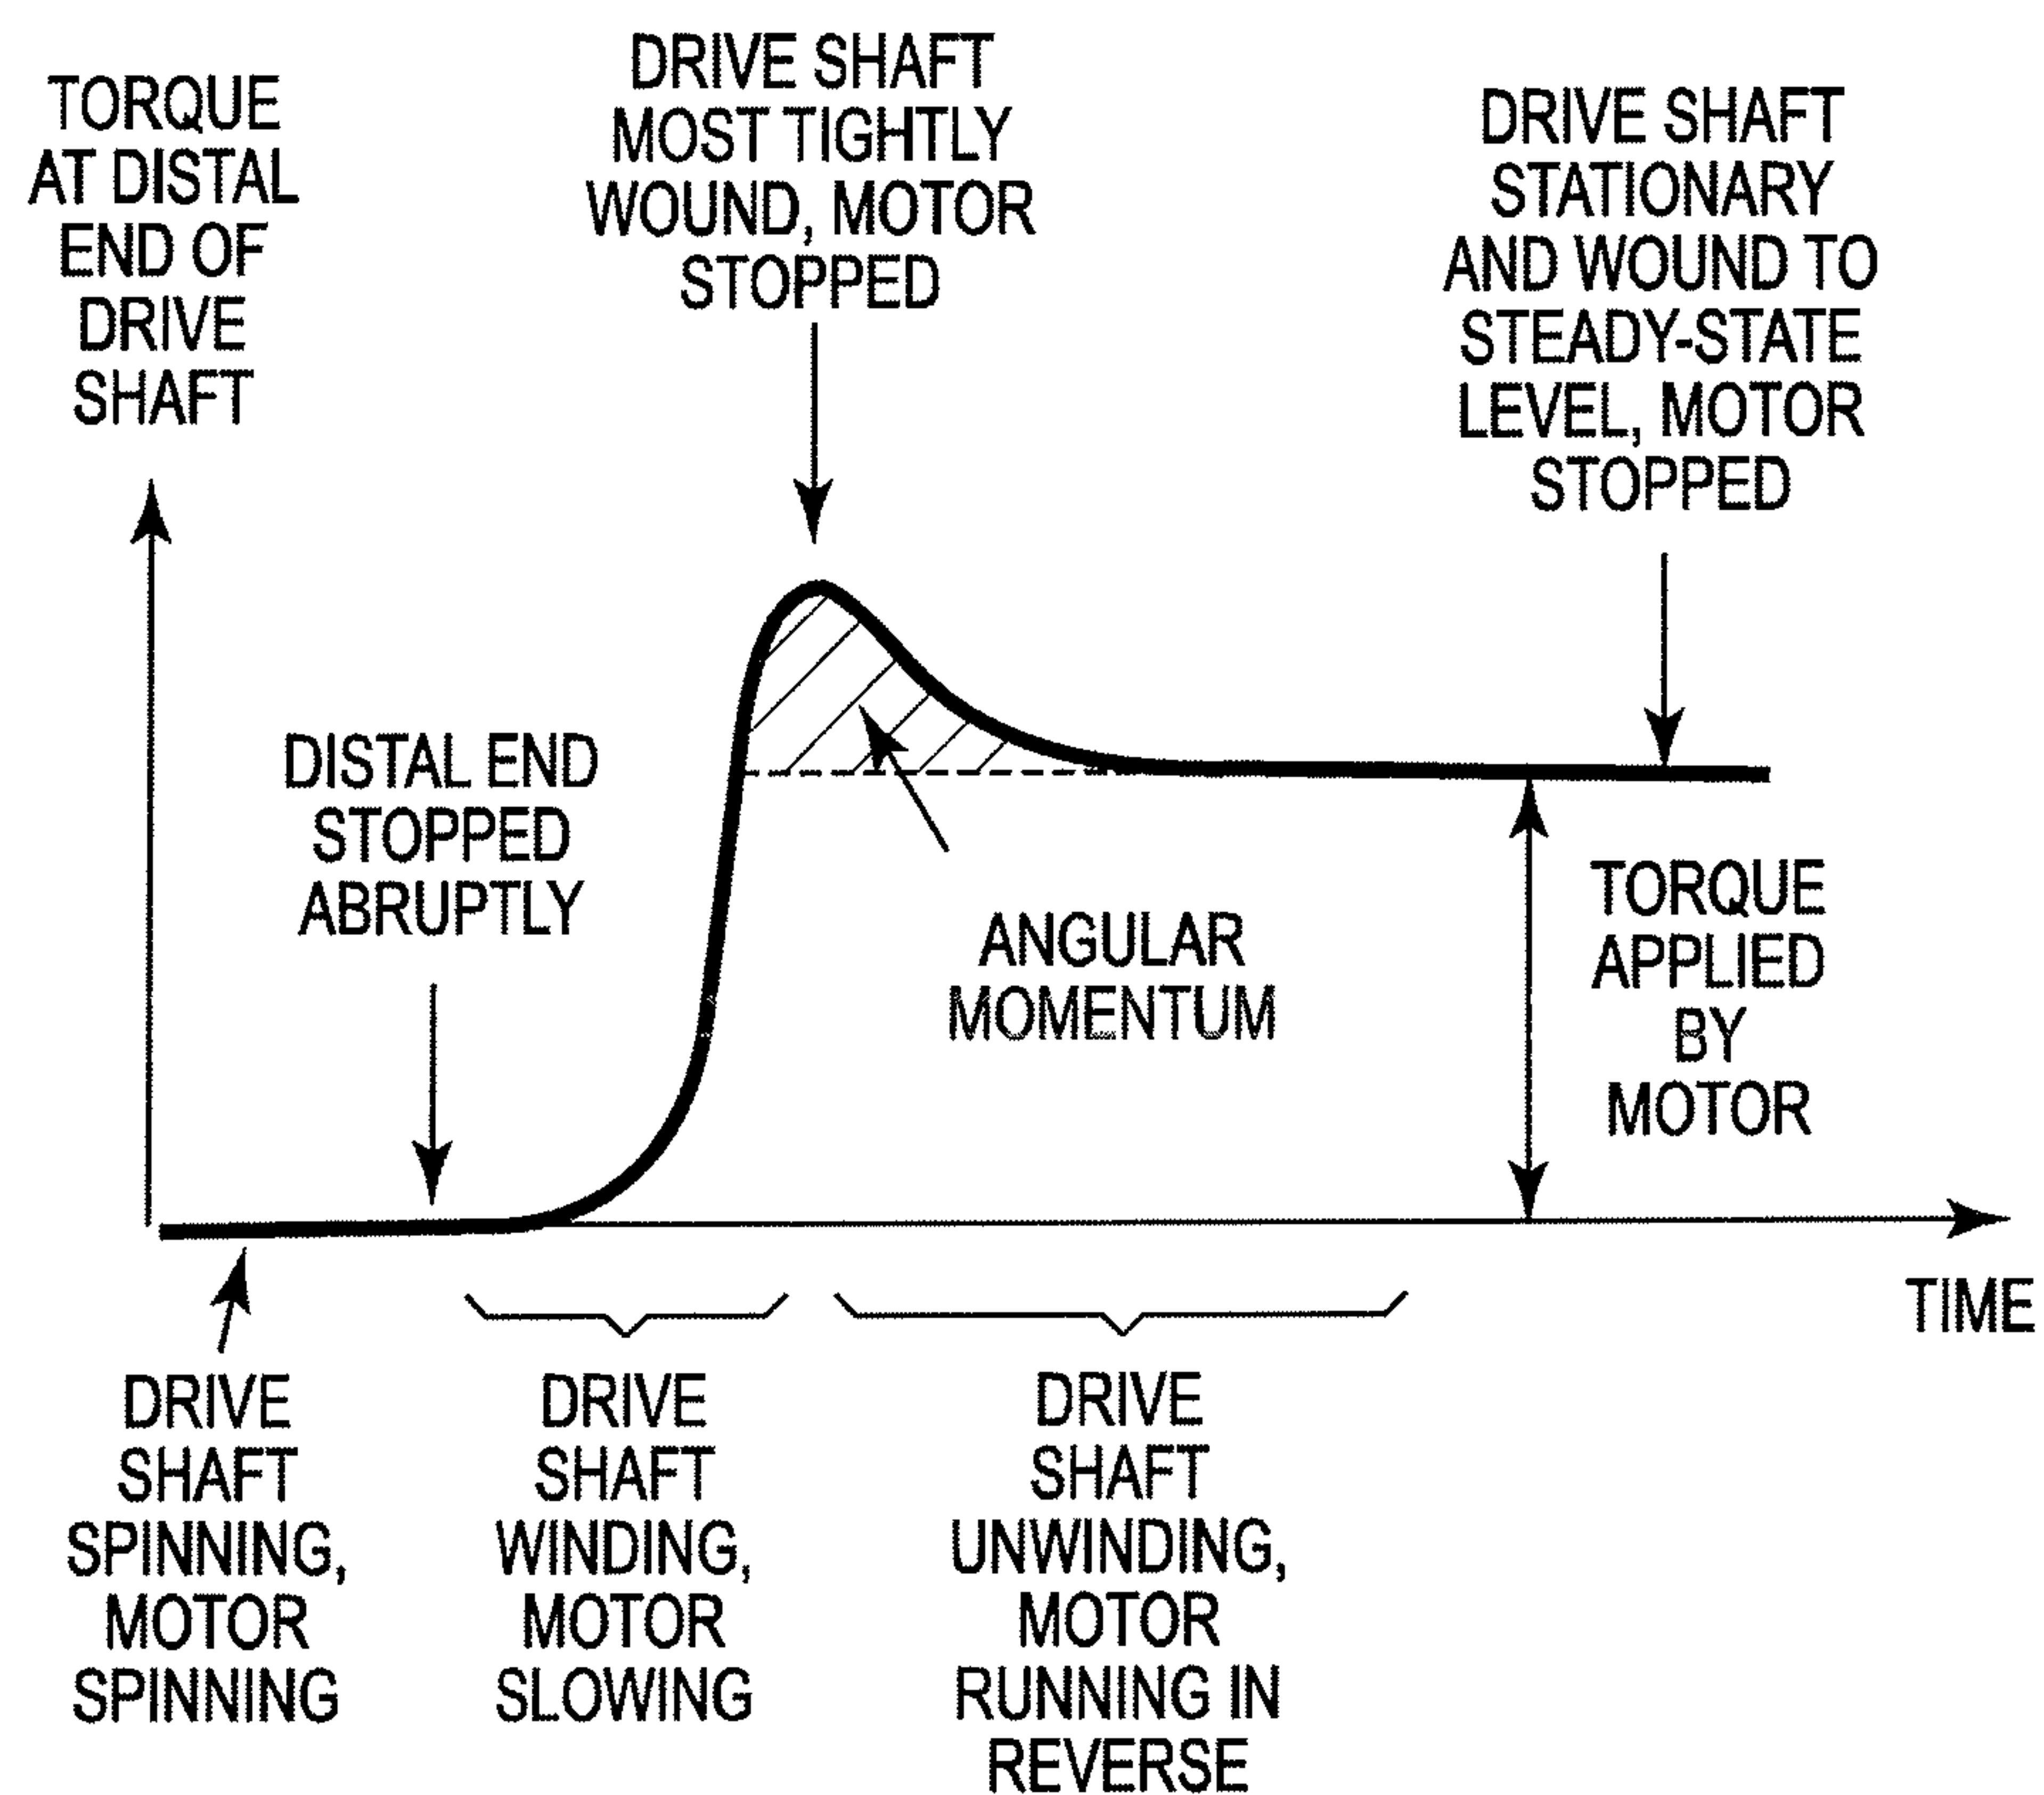 TORQUE
AT DISTAL
END OF
DRIVE
SHAFT
DRIVE SHAFT
MOST TIGHTLY
WOUND, MOTOR
STOPPED
DRIVE SHAFT
STATIONARY
AND WOUND TO
STEADY-STATE
LEVEL, MOTOR
STOPPED
DISTAL END
STOPPED
ABRUPTLY
ANGULAR
MOMENTUM
TORQUE
APPLIED
BY
MOTOR
TIME
DRIVE
SHAFT
SPINNING,
MOTOR
SPINNING
DRIVE
SHAFT
WINDING,
MOTOR
SLOWING
DRIVE
SHAFT
UNWINDING,
MOTOR
RUNNING IN
REVERSE